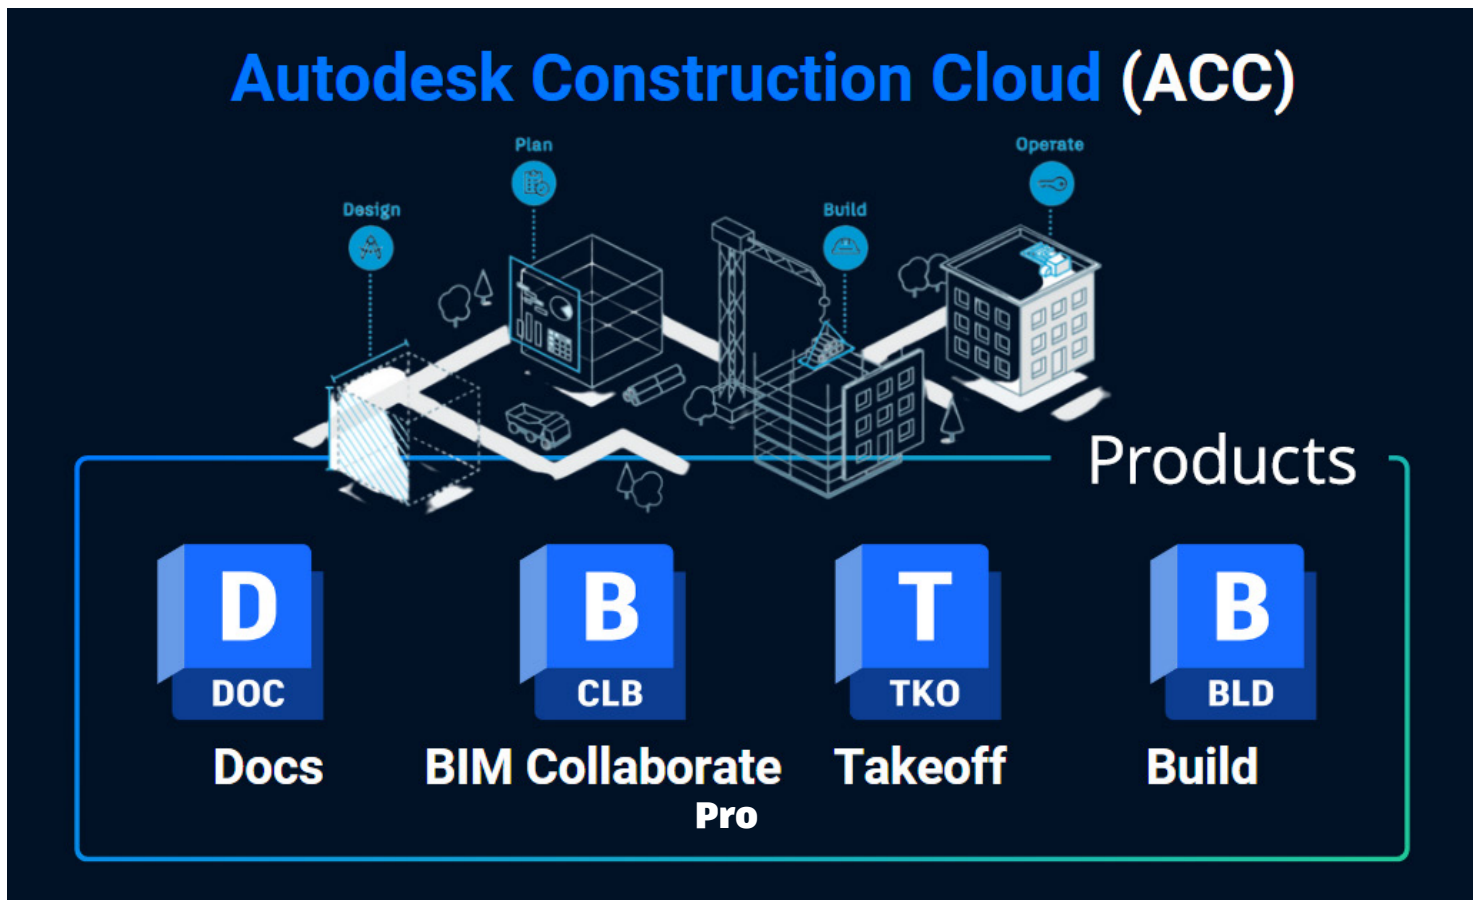 Autodesk Construction Cloud (ACC)
Plan
Operate
Design
Build
Products
D
DOC
B
CLB
T
TKO
B
BLD
Docs
BIM Collaborate
Pro
Takeoff
Build